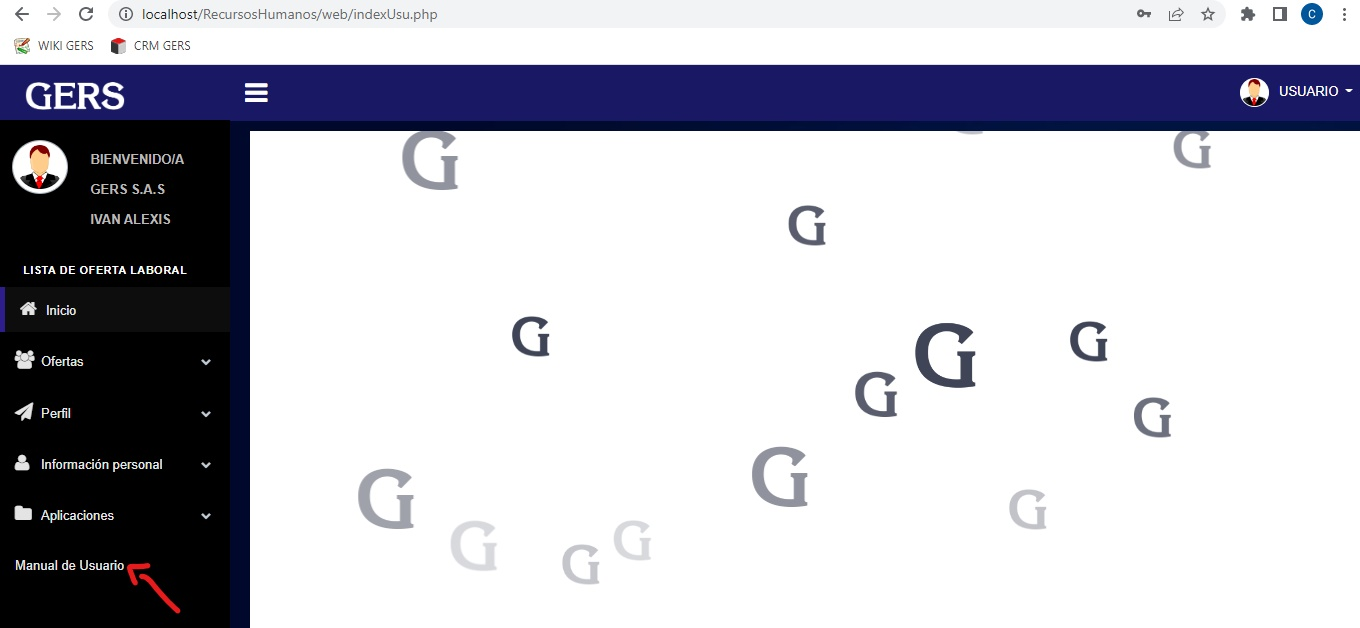 localhost/RecursosHumanos/web/indexUsu.php
C
WIKI GERS CRM GERS
GERS
USUARIO
BIENVENIDO/A
GERS S.A.S
IVAN ALEXIS
LISTA DE OFERTA LABORAL
Inicio
Ofertas
Perfil
Información personal
Aplicaciones
Manual de Usuario
G
G
G
G
G
G
G
G
G
G
G
G
G
G